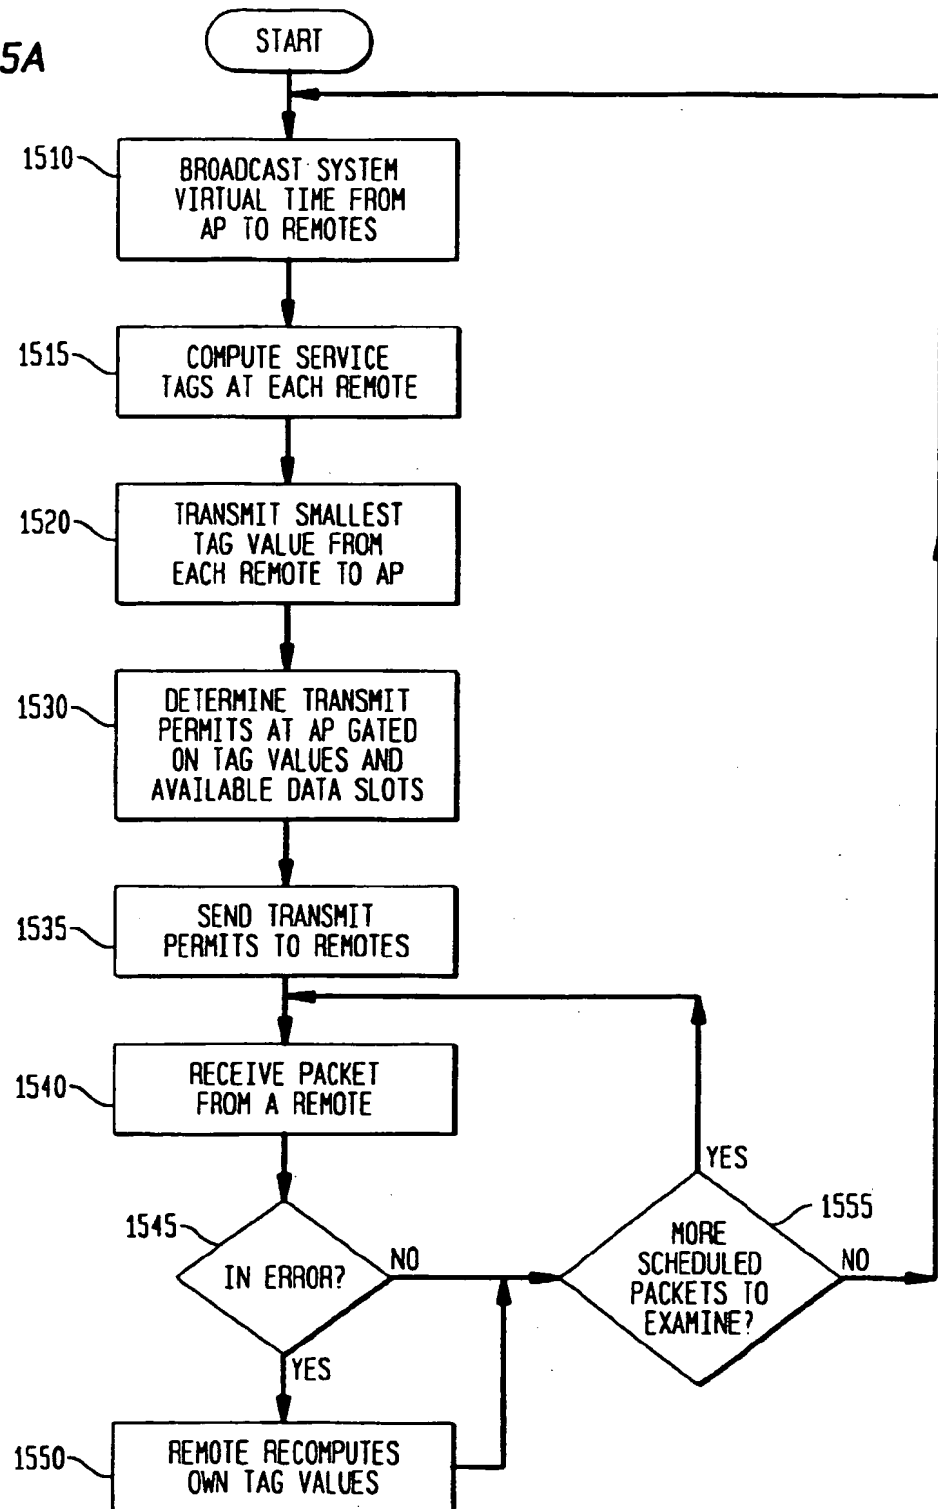 5A
START
1510
BROADCAST SYSTEM
VIRTUAL TIME FROM
AP TO REMOTES
1515
COMPUTE SERVICE
TAGS AT EACH REMOTE
1520
TRANSMIT SMALLEST
TAG VALUE FROM
EACH REMOTE TO AP
1530
DETERMINE TRANSMIT
PERMITS AT AP GATED
ON TAG VALUES AND
AVAILABLE DATA SLOTS
1535
SEND TRANSMIT
PERMITS TO REMOTES
1540
RECEIVE PACKET
FROM A REMOTE
1545
IN ERROR?
NO
YES
1550
REMOTE RECOMPUTES
OWN TAG VALUES
YES
1555
MORE
SCHEDULED
PACKETS TO
EXAMINE?
NO